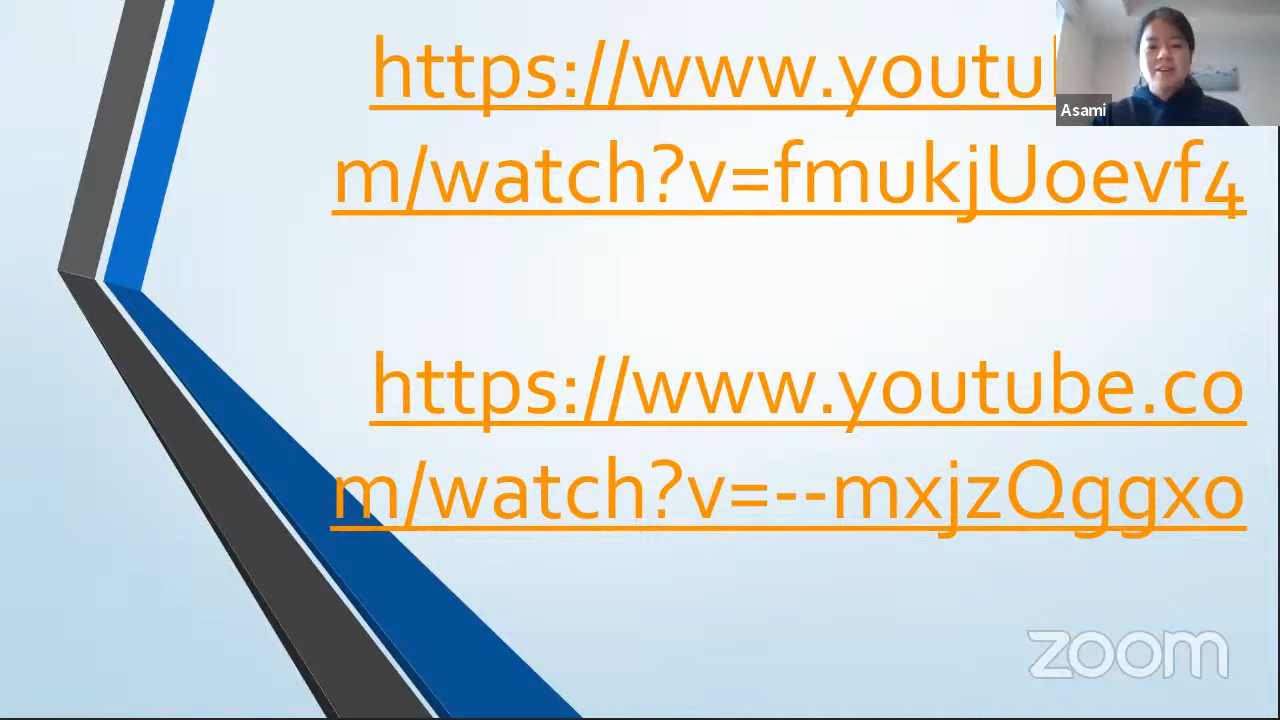 https://www.youtu
Asami
m/watch?v=fmukjUoevf4
https://www.youtube.co
m/watch?v=--mxjzQggxo
zoom